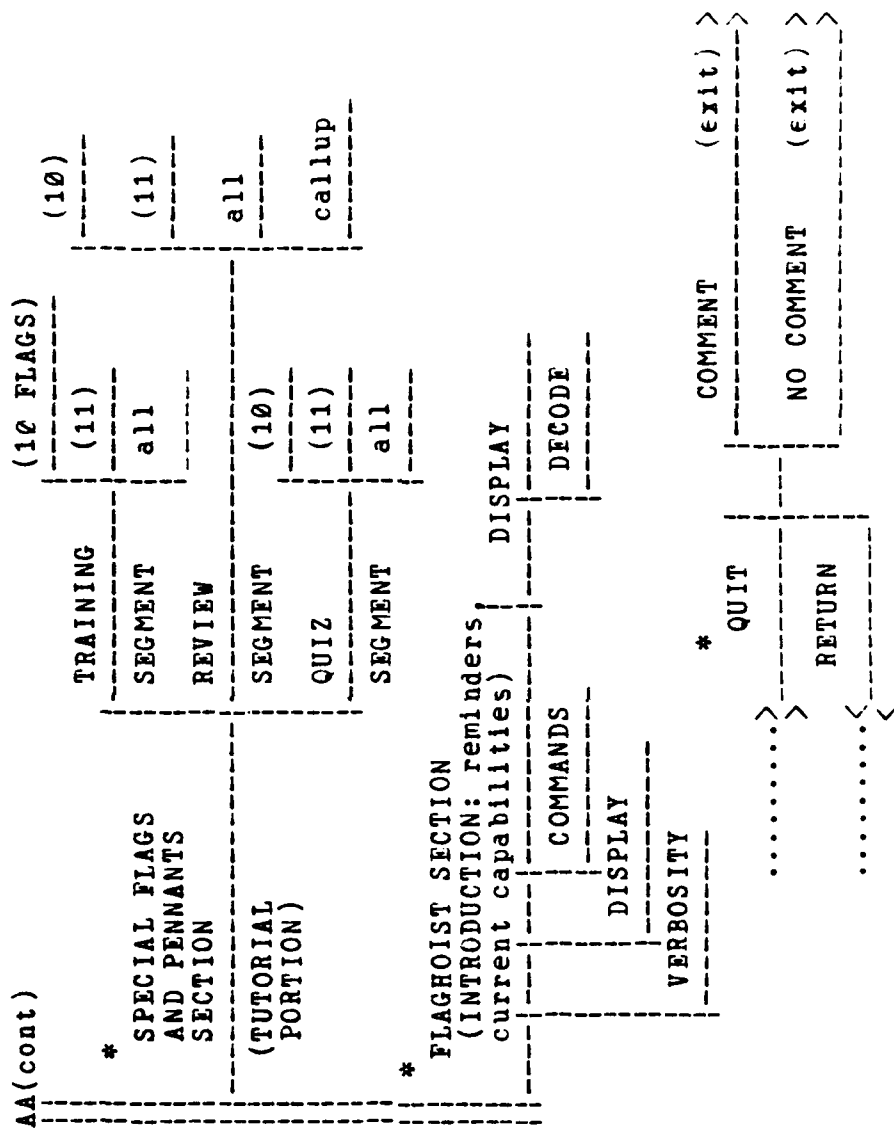 AA(cont)
(10 FLAGS)
(10)
TRAINING
(11)
(11)
*
SPECIAL FLAGS
SEGMENT
all
AND PENNANTS
all
SECTION
REVIEW
callup
(TUTORIAL
SEGMENT
(10)
PORTION)
QUIZ
(11)
SEGMENT
all
*
FLAGHOIST SECTION
(INTRODUCTION: reminders,
DISPLAY
current capabilities)
COMMANDS
DFCODE
DISPLAY
VERBOSITY
*
COMMENT (exit) >
>
QUIT
NO COMMENT (exit) >
........>
>
RETURN
........<
<